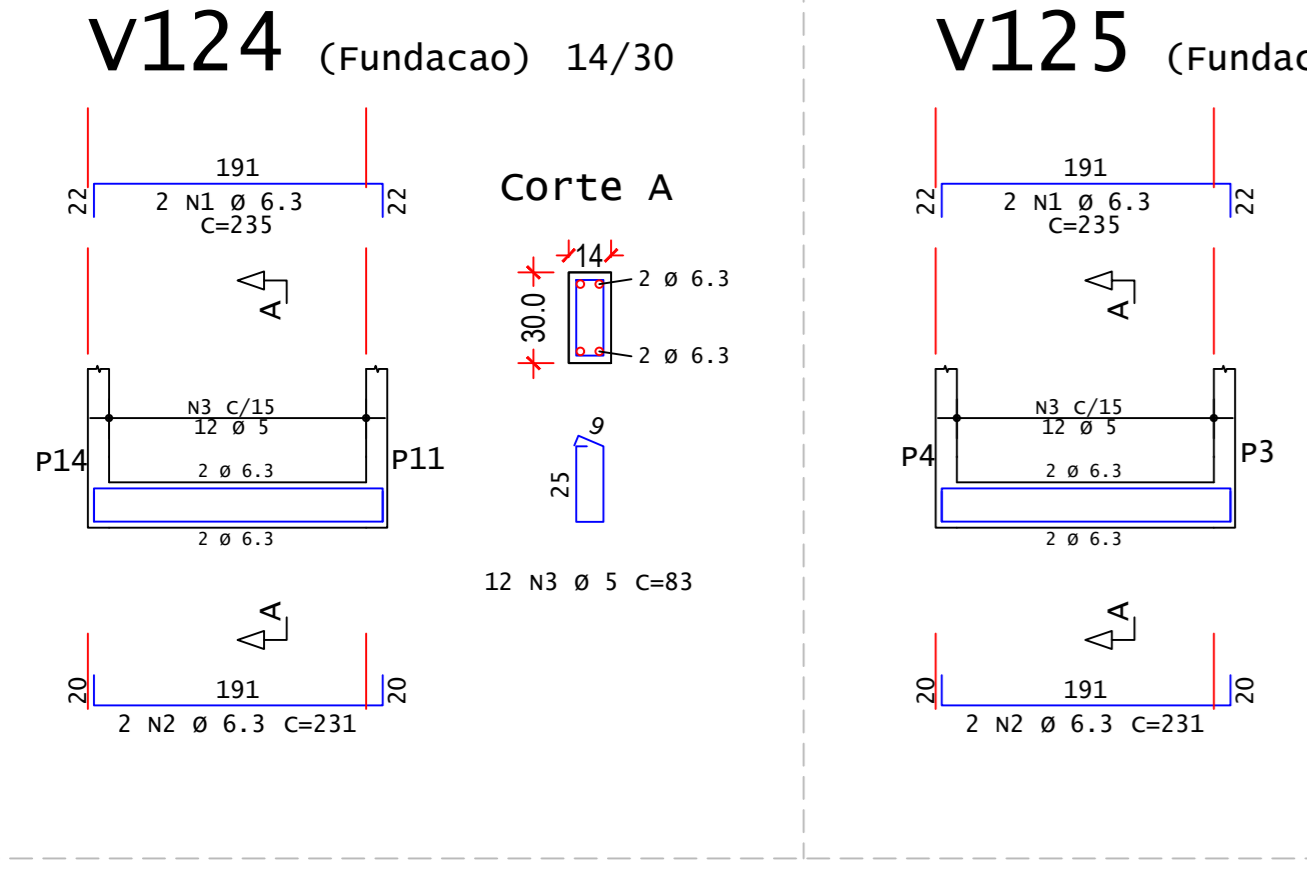 V124 (Fundacao) 14/30
191
22
22
2 N1 Ø 6.3
C=235
A
N3 C/15
12 Ø 5
P14
P11
2 Ø 6.3
2 Ø 6.3
A
191
20
20
2 N2 Ø 6.3 C=231
Corte A
14
30.0
2 Ø 6.3
2 Ø 6.3
9
25
12 N3 Ø 5 C=83
V125 (Fundac
191
22
22
2 N1 Ø 6.3
C=235
A
N3 C/15
12 Ø 5
P4
P3
2 Ø 6.3
2 Ø 6.3
A
191
20
20
2 N2 Ø 6.3 C=231